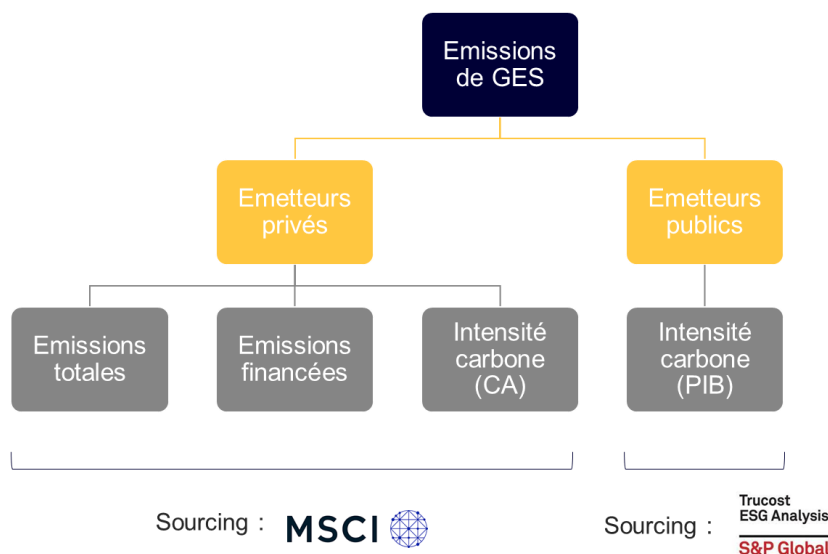 Emissions
de GES
Emetteurs
privés
Emetteurs
publics
Emissions
totales
Emissions
financées
Intensité
carbone
(CA)
Intensité
carbone
(PIB)
Sourcing :
MSCI
Sourcing :
Trucost
ESG Analysis
S&P Global